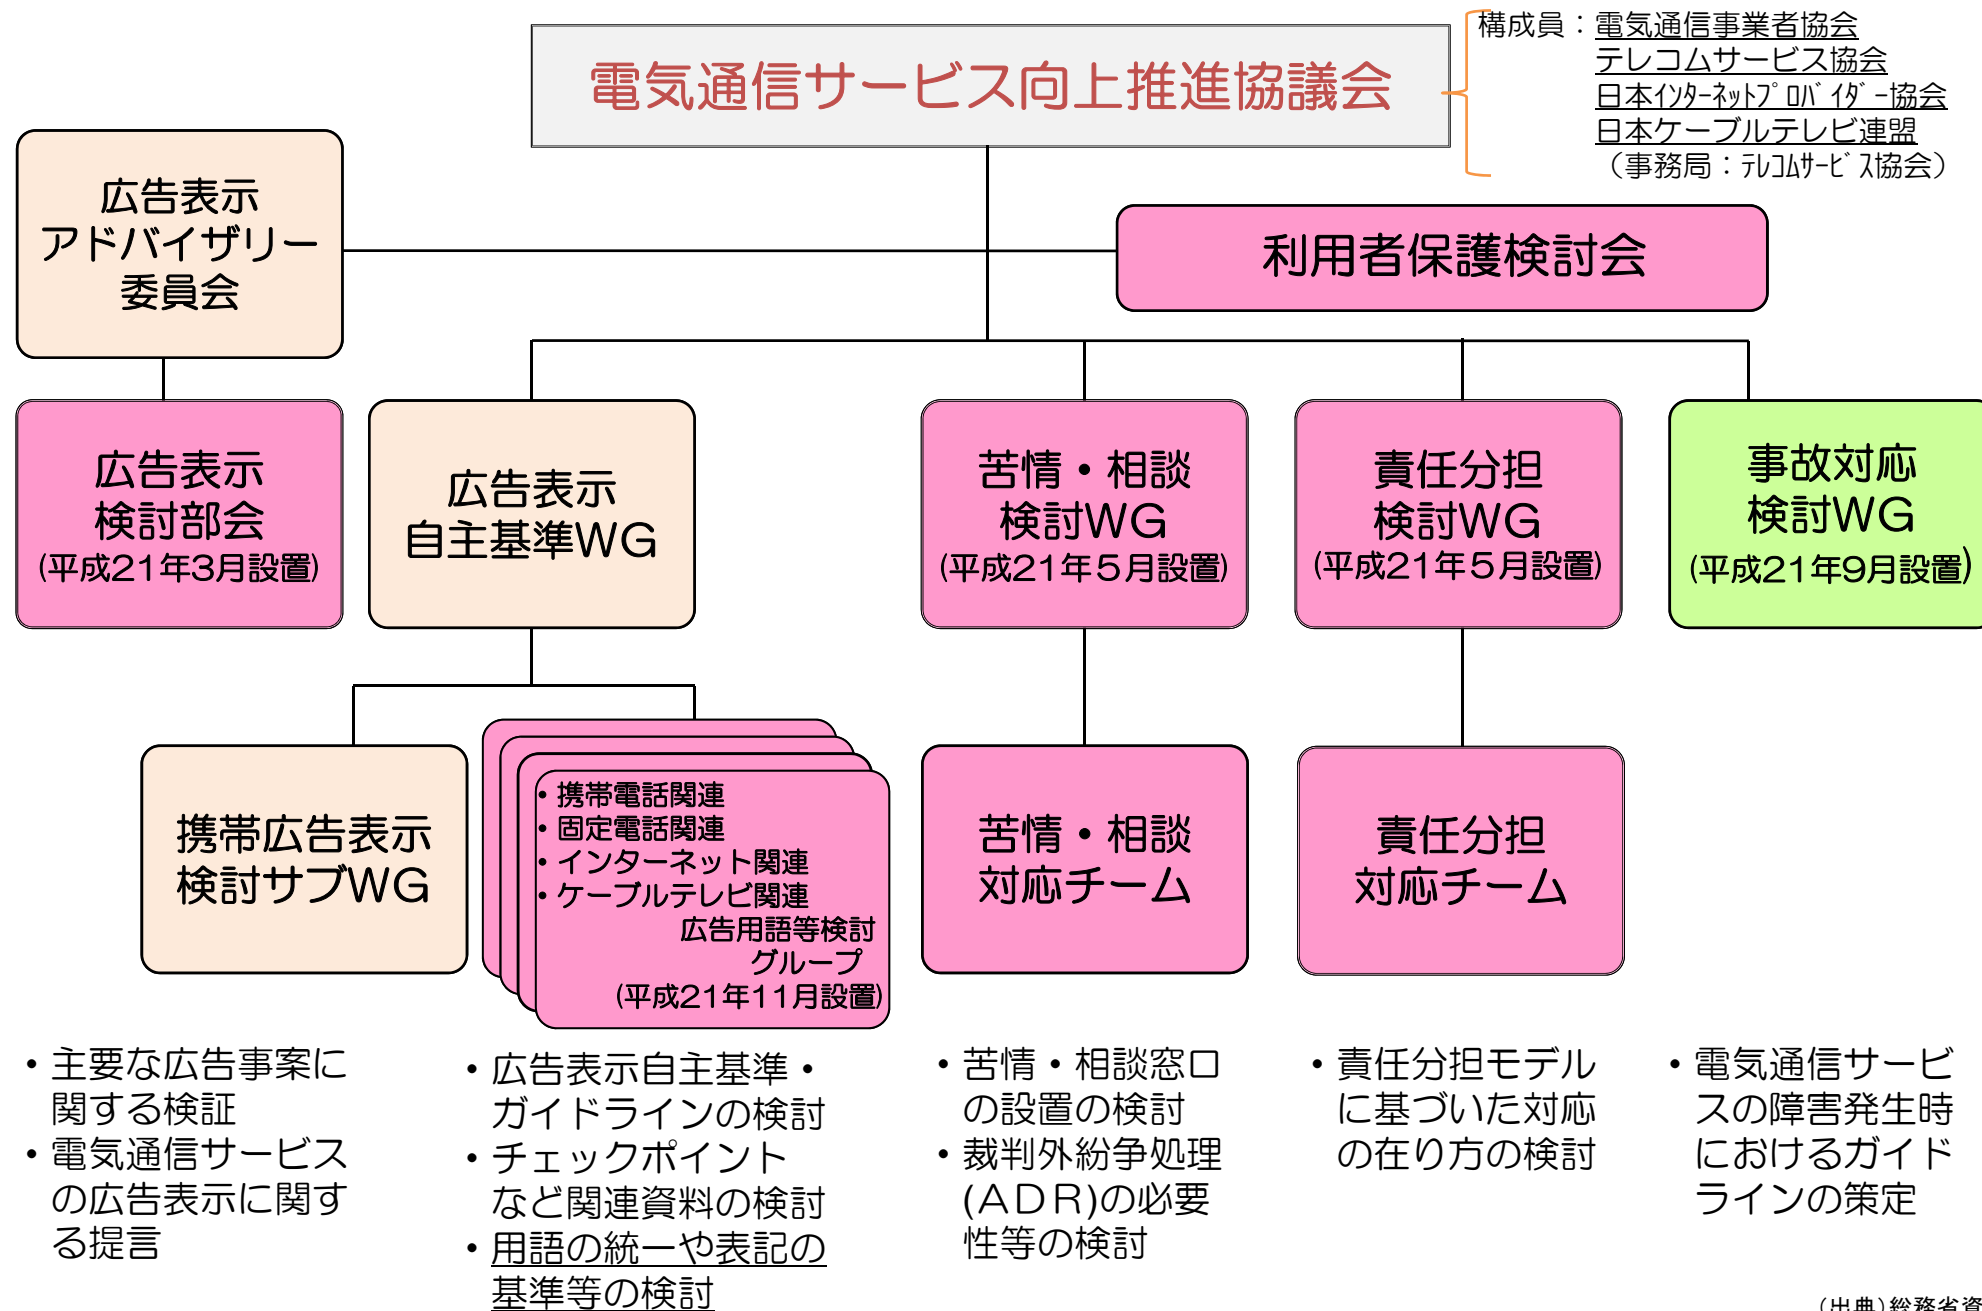 電気通信サービス向上推進協議会
構成員：電気通信事業者協会
テレコムサービス協会
日本ｲﾝﾀｰﾈｯﾄﾌﾟﾛﾊﾞｲﾀﾞｰ協会
日本ケーブルテレビ連盟
（事務局：ﾃﾚｺﾑｻｰﾋﾞｽ協会）
広告表示
アドバイザリー
委員会
利用者保護検討会
広告表示
検討部会
(平成21年3月設置)
広告表示
自主基準WG
苦情・相談
検討WG
(平成21年５月設置)
責任分担
検討WG
(平成21年５月設置)
事故対応
検討WG
(平成21年9月設置)
携帯広告表示
検討サブWG
・携帯電話関連
・固定電話関連
・インターネット関連
・ケーブルテレビ関連
広告用語等検討
グループ
(平成21年11月設置)
苦情・相談
対応チーム
責任分担
対応チーム
・主要な広告事案に
関する検証
・電気通信サービス
の広告表示に関す
る提言
・広告表示自主基準・
ガイドラインの検討
・チェックポイント
など関連資料の検討
・用語の統一や表記の
基準等の検討
・苦情・相談窓口
の設置の検討
・裁判外紛争処理
(ＡＤＲ)の必要
性等の検討
・責任分担モデル
に基づいた対応
の在り方の検討
・電気通信サービ
スの障害発生時
におけるガイド
ラインの策定
（出典）総務省資